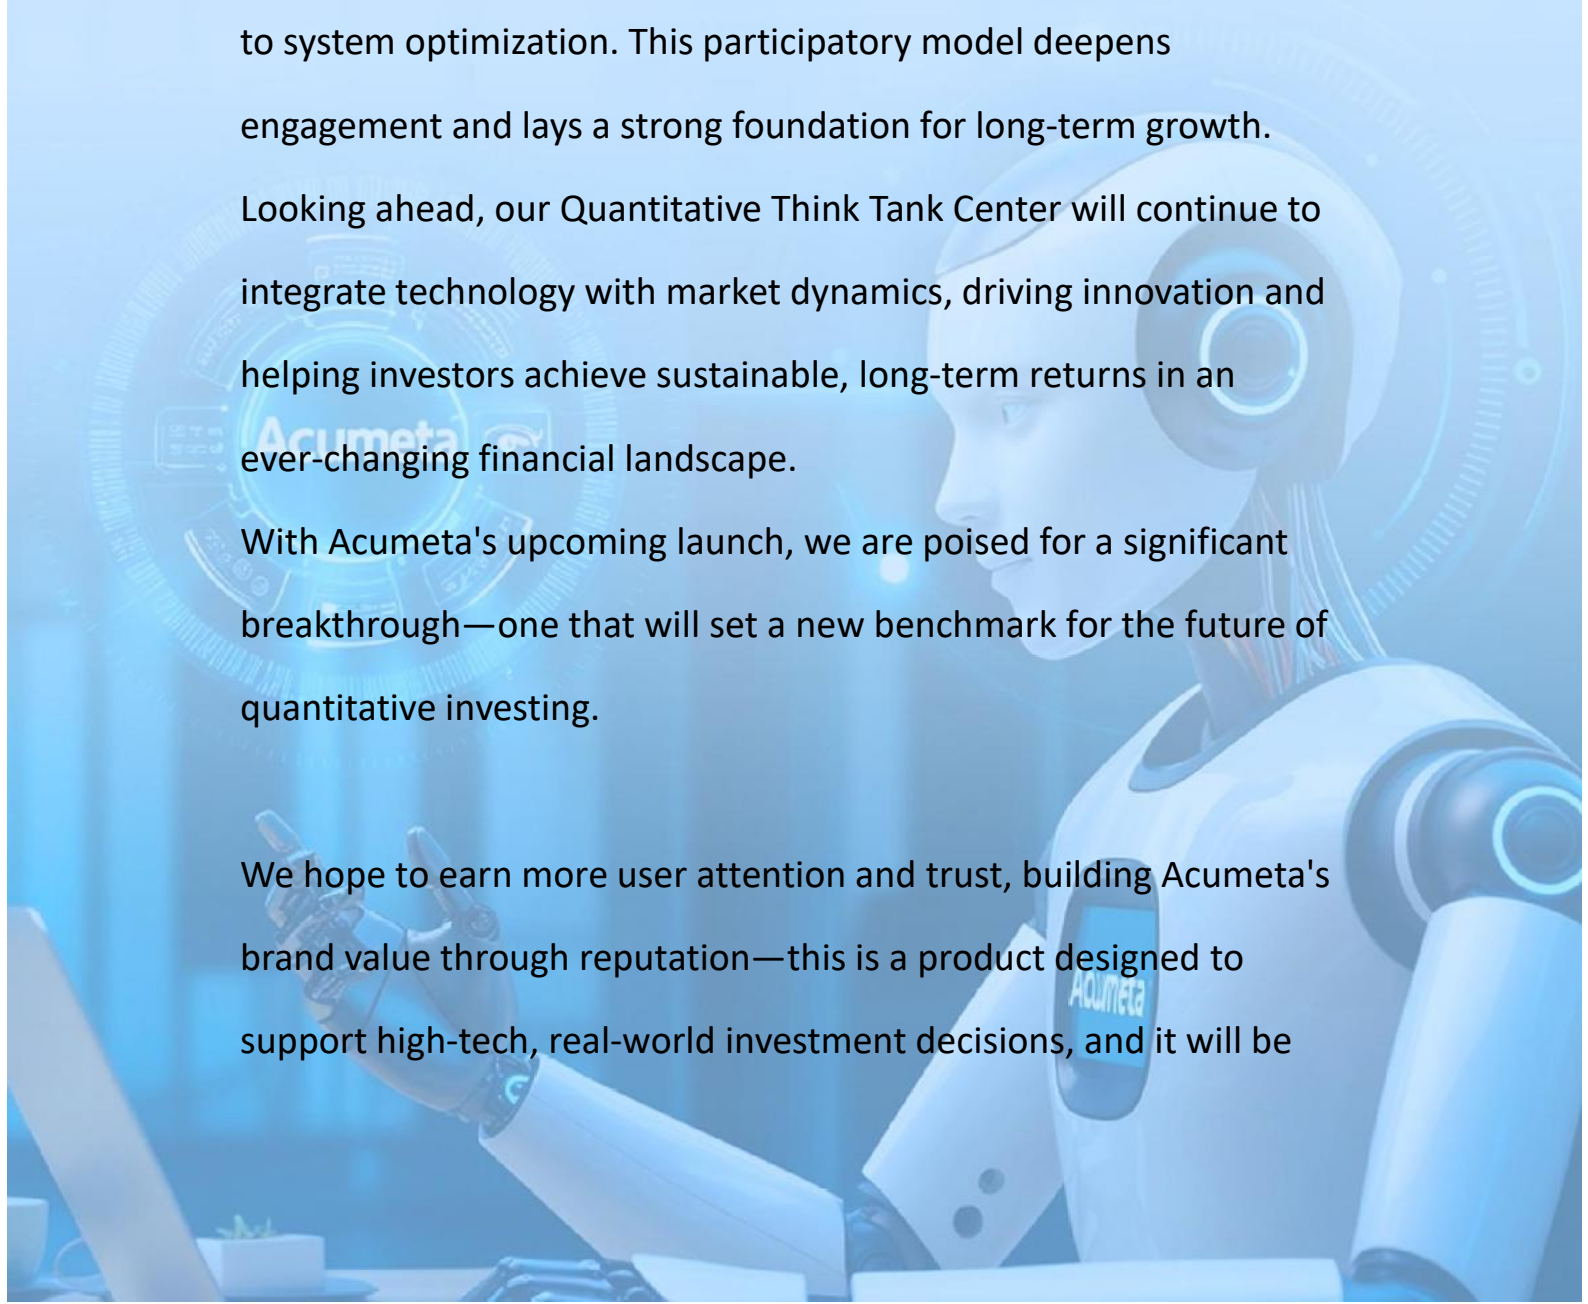 to system optimization. This participatory model deepens
engagement and lays a strong foundation for long-term growth.
Looking ahead, our Quantitative Think Tank Center will continue to
integrate technology with market dynamics, driving innovation and
helping investors achieve sustainable, long-term returns in an
Acumeta
ever-changing financial landscape.
With Acumeta's upcoming launch, we are poised for a significant
breakthrough—one that will set a new benchmark for the future of
quantitative investing.
We hope to earn more user attention and trust, building Acumeta's
brand value through reputation—this is a product designed to
Acumeta
support high-tech, real-world investment decisions, and it will be